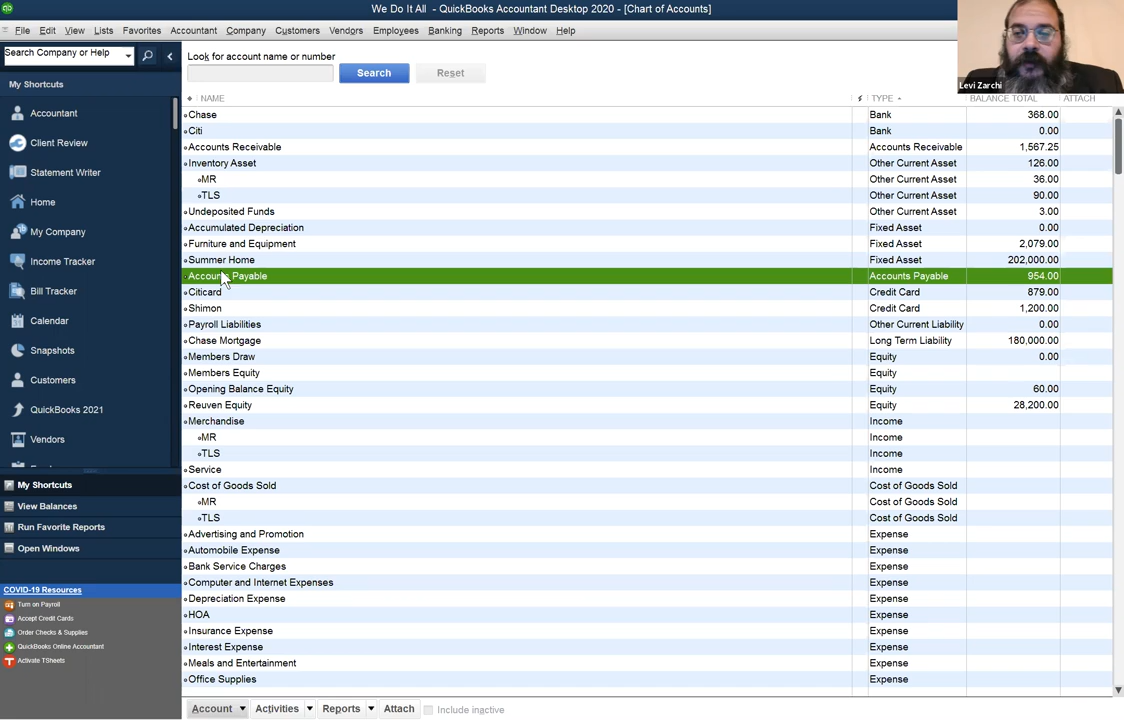 We Do It All - QuickBooks Accountant Desktop 2020 - [Chart of Accounts]
File Edit View Lists Favorites Accountant Company Customers Vendors Employees Banking Reports Window Help
Levi Zarchi
Search Company or Help
My Shortcuts
Accountant
Client Review
Statement Writer
Home
My Company
Income Tracker
Bill Tracker
Calendar
Snapshots
Customers
QuickBooks 2021
Vendors
My Shortcuts
View Balances
Run Favorite Reports
Open Windows
COVID-19 Resources
Turn on Payroll
Accept Credit Cards
Order Checks & Supplies
QuickBooks Online Accountant
Activate TSheets
Look for account name or number
Search Reset
NAME TYPE BALANCE TOTAL ATTACH
Chase Bank 368.00
Citi Bank 0.00
Accounts Receivable Accounts Receivable 1,567.25
Inventory Asset Other Current Asset 126.00
MR Other Current Asset 36.00
TLS Other Current Asset 90.00
Undeposited Funds Other Current Asset 3.00
Accumulated Depreciation Fixed Asset 0.00
Furniture and Equipment Fixed Asset 2,079.00
Summer Home Fixed Asset 202,000.00
Accounts Payable Accounts Payable 954.00
Citicard Credit Card 879.00
Shimon Credit Card 1,200.00
Payroll Liabilities Other Current Liability 0.00
Chase Mortgage Long Term Liability 180,000.00
Members Draw Equity 0.00
Members Equity Equity
Opening Balance Equity Equity 60.00
Reuven Equity Equity 28,200.00
Merchandise Income
MR Income
TLS Income
Service Income
Cost of Goods Sold Cost of Goods Sold
MR Cost of Goods Sold
TLS Cost of Goods Sold
Advertising and Promotion Expense
Automobile Expense Expense
Bank Service Charges Expense
Computer and Internet Expenses Expense
Depreciation Expense Expense
HOA Expense
Insurance Expense Expense
Interest Expense Expense
Meals and Entertainment Expense
Office Supplies Expense
Account Activities Reports Attach Include inactive